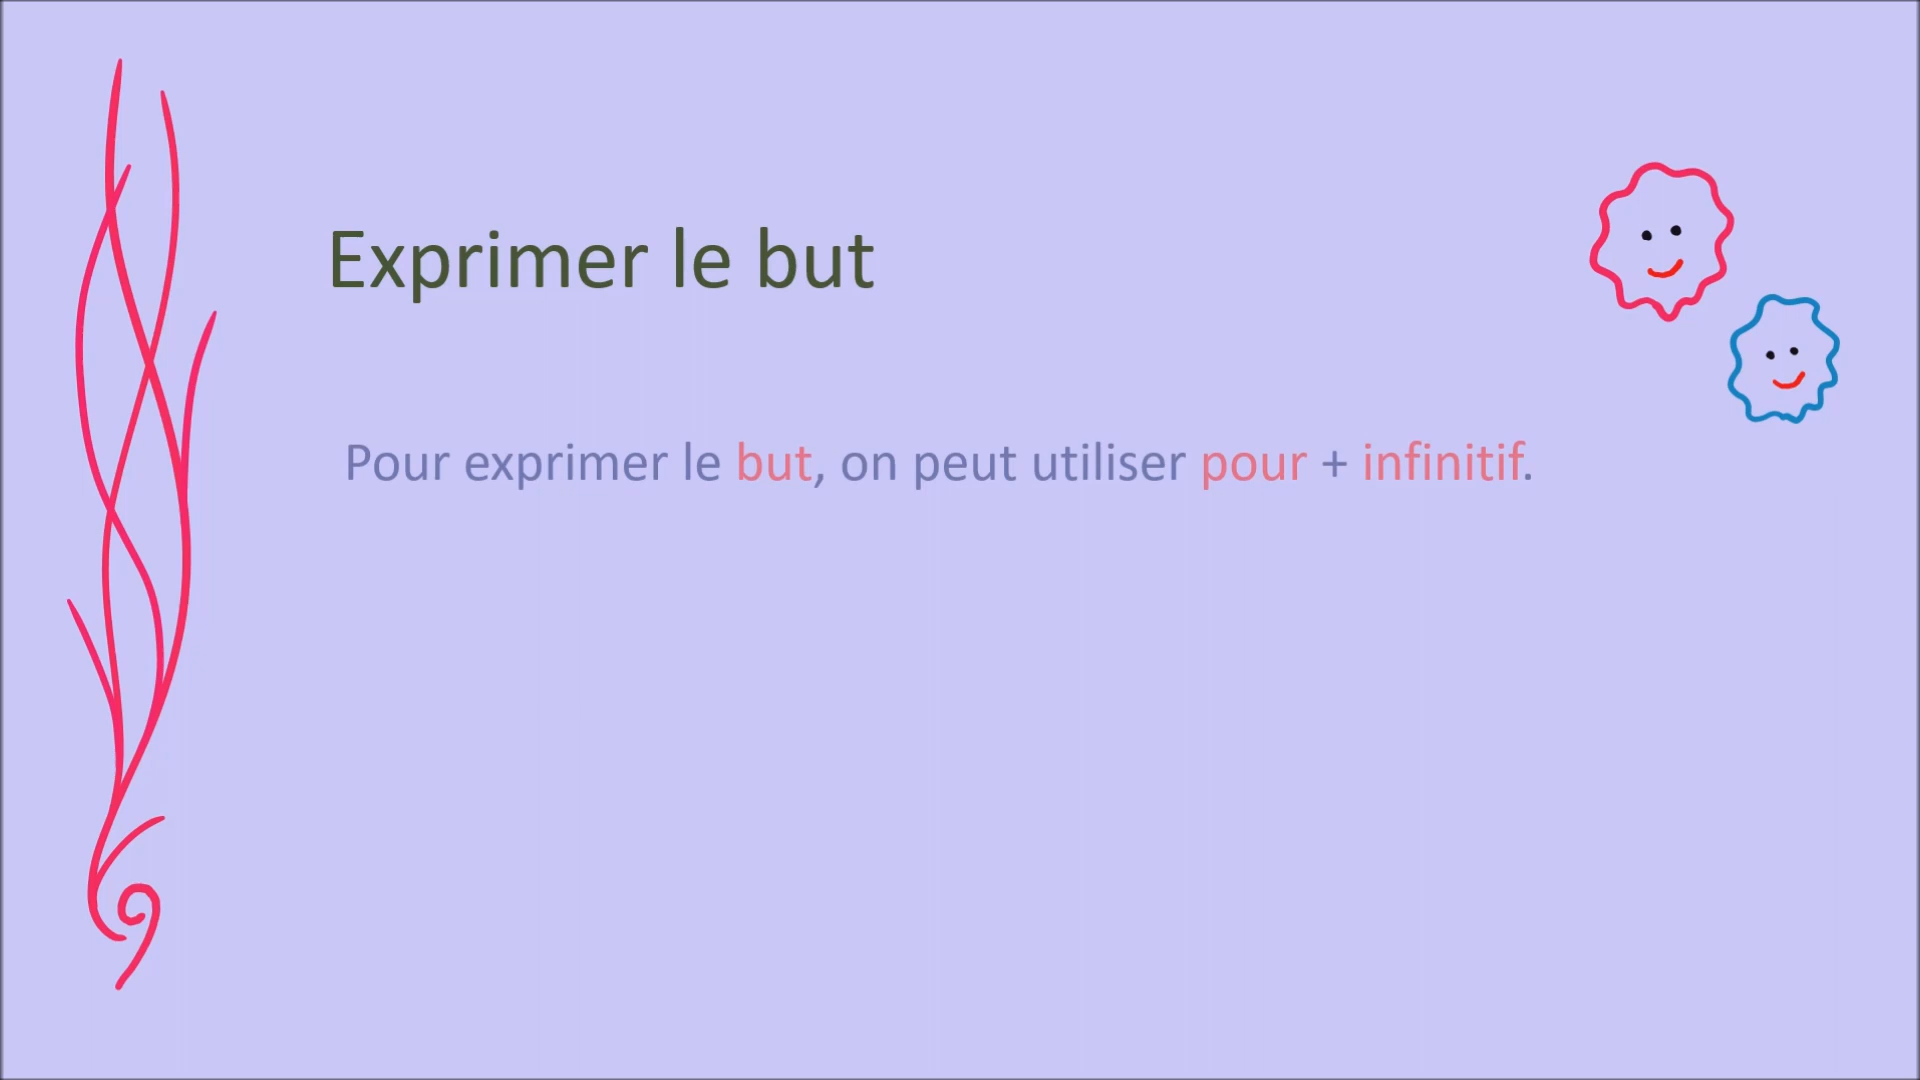 Exprimer le but
Pour exprimer le but, on peut utiliser pour + infinitif.